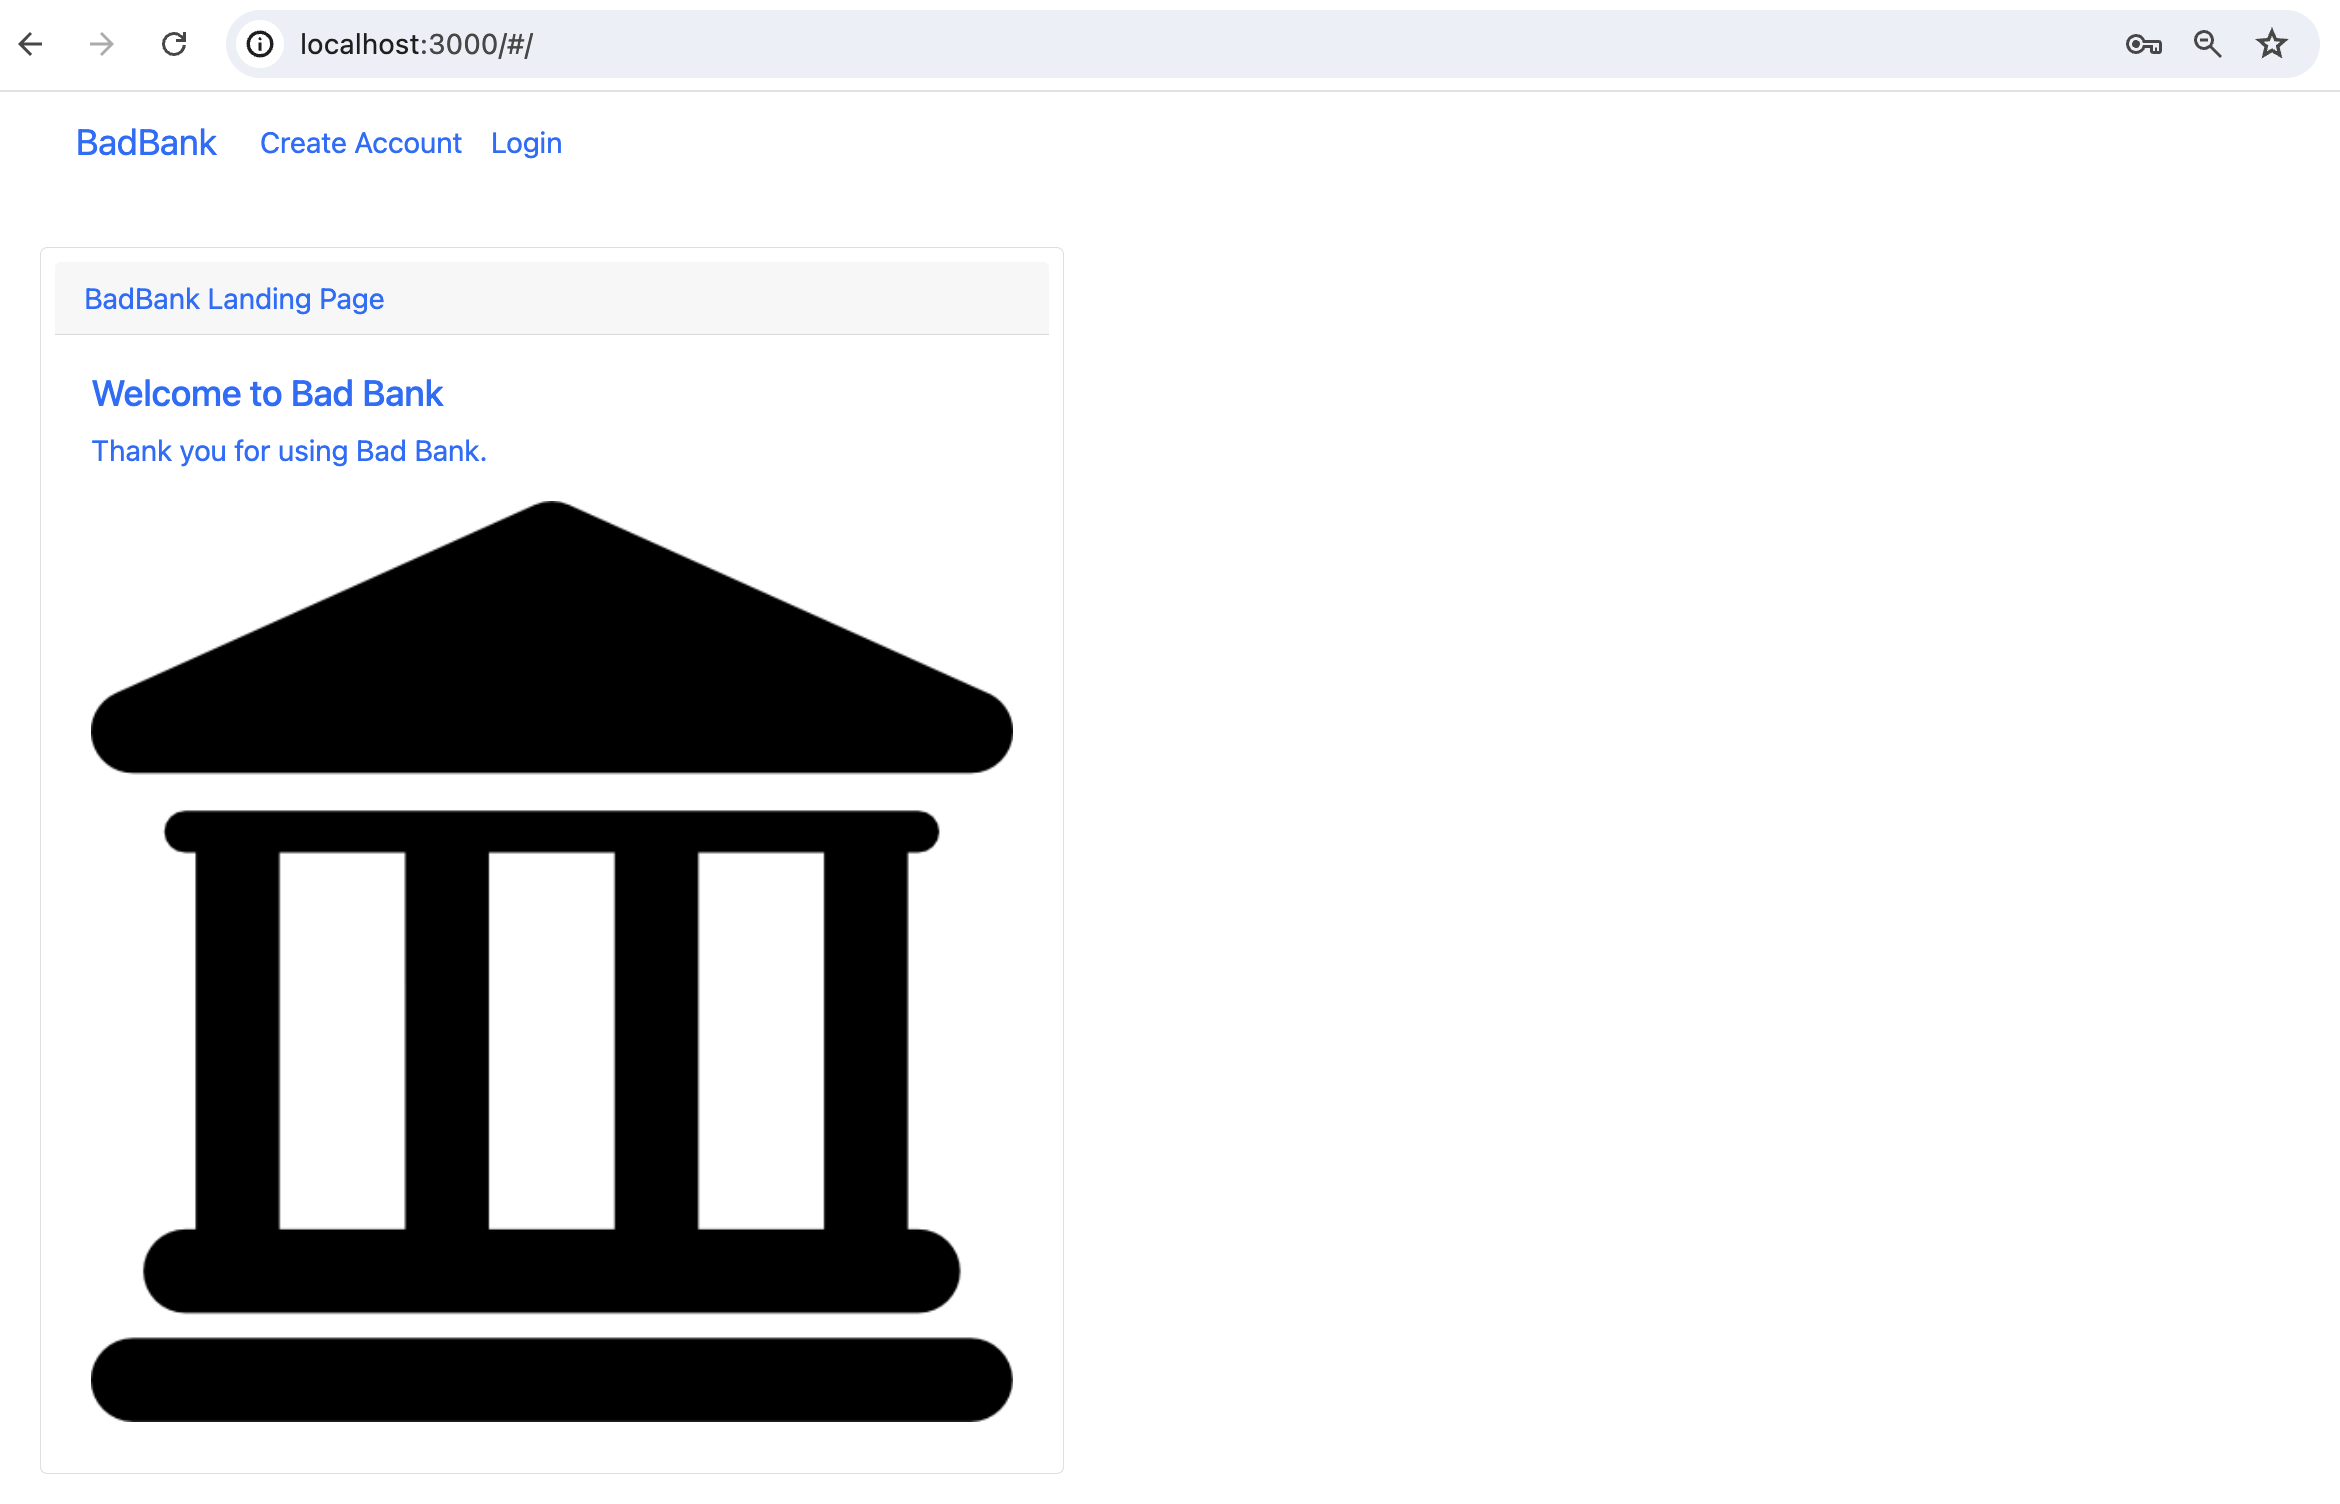 localhost:3000/#/
BadBank Create Account Login
BadBank Landing Page
Welcome to Bad Bank
Thank you for using Bad Bank.